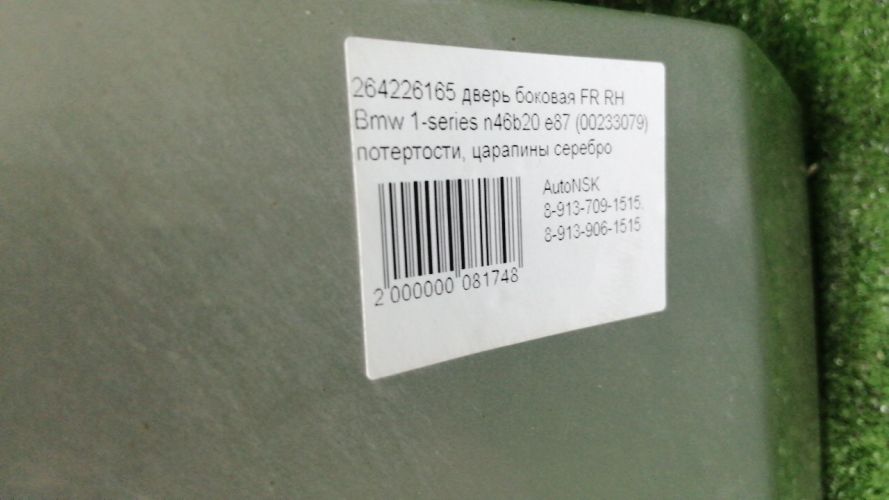 264226165 дверь боковая FR RH
Bmw 1-series n46b20 e87 (00233079)
потертости, царапины серебро
AutoNSK
8-913-709-1515,
8-913-906-1515
2 000000 081748